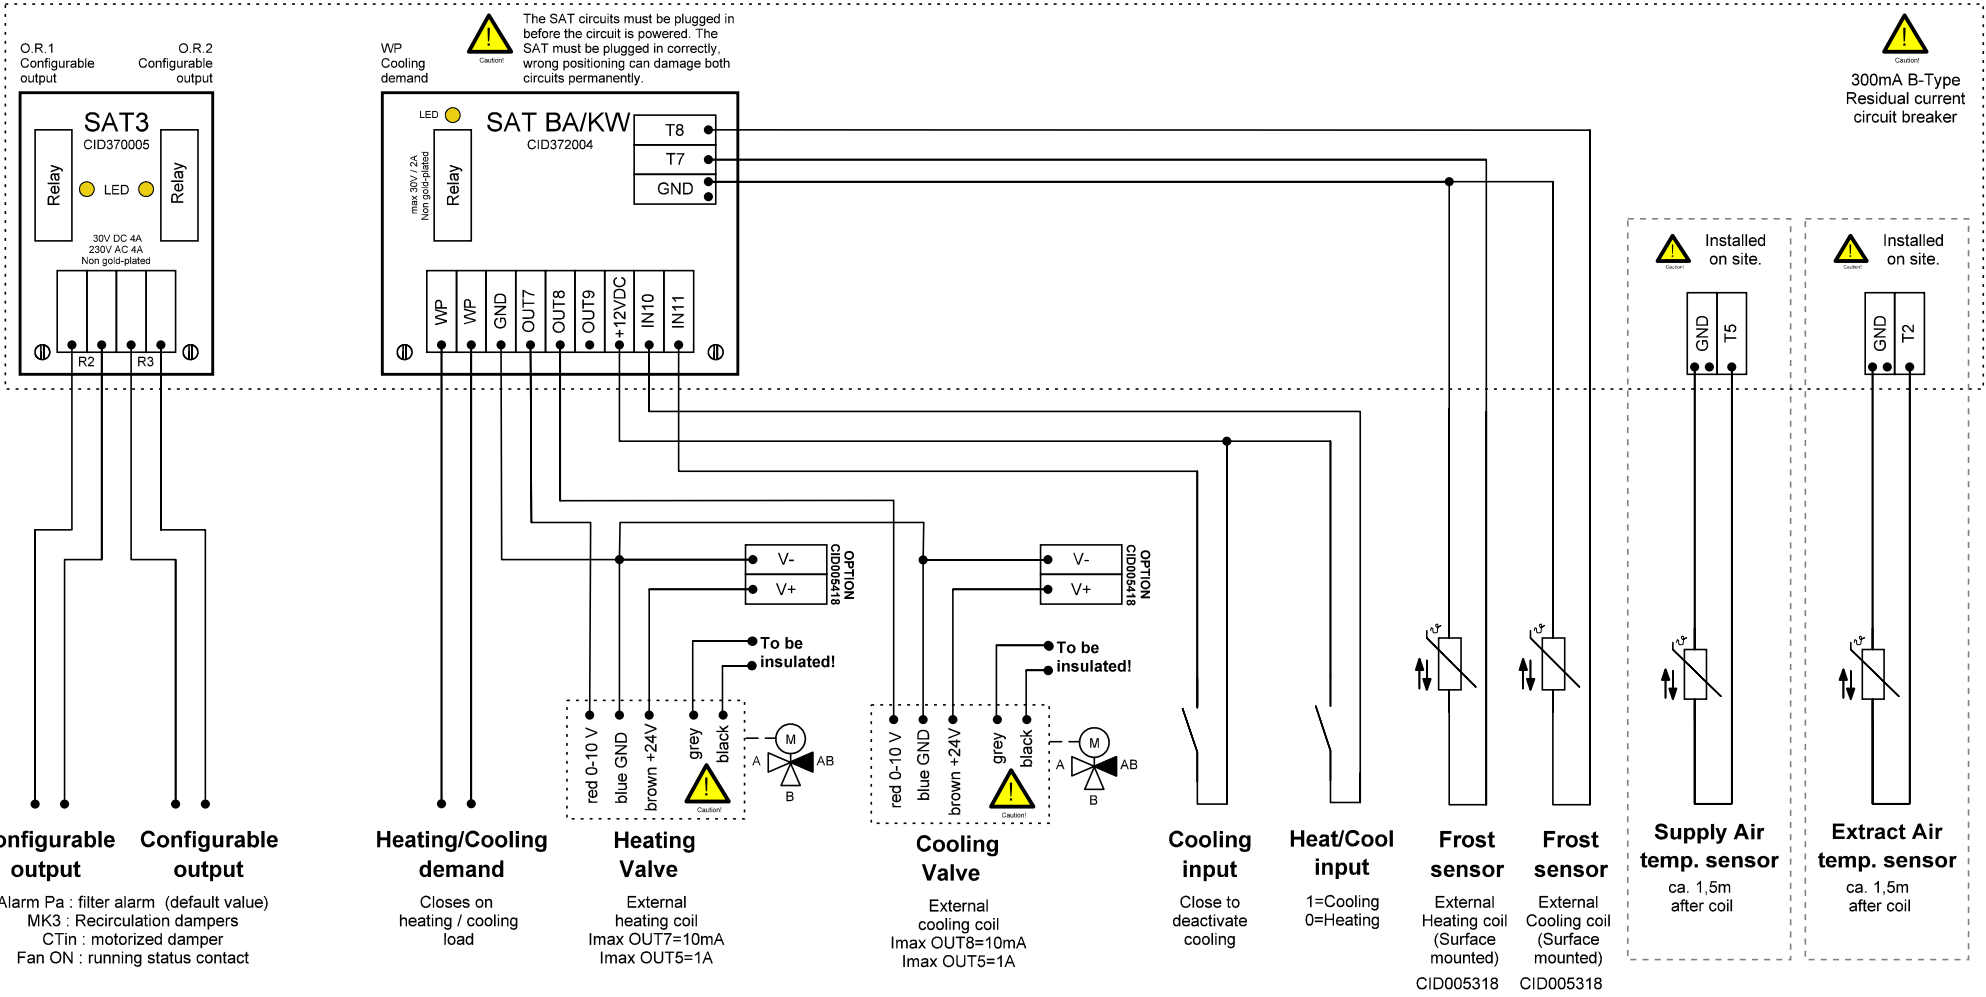 O.R.1
Configurable
output
O.R.2
Configurable
output
SAT3
CID370005
Relay
LED
Relay
30V DC 4A
230V AC 4A
Non gold-plated
R2
R3
WP
Cooling
demand
Caution!
The SAT circuits must be plugged in
before the circuit is powered. The
SAT must be plugged in correctly,
wrong positioning can damage both
circuits permanently.
LED
SAT BA/KW
CID372004
max 30V / 2A
Non gold-plated
Relay
T8
T7
GND
WP
WP
GND
OUT7
OUT8
OUT9
+12VDC
IN10
IN11
Caution!
300mA B-Type
Residual current
circuit breaker
Caution!
Installed
on site.
GND
T5
Caution!
Installed
on site.
GND
T2
V-
V+
OPTION
CID005418
V-
V+
OPTION
CID005418
To be
insulated!
To be
insulated!
red 0-10 V
blue GND
brown +24V
grey
black
Caution!
M
A
AB
B
red 0-10 V
blue GND
brown +24V
grey
black
Caution!
M
A
AB
B
ϑ
ϑ
ϑ
ϑ
onfigurable
output
Configurable
output
Alarm Pa : filter alarm (default value)
MK3 : Recirculation dampers
CTin : motorized damper
Fan ON : running status contact
Heating/Cooling
demand
Closes on
heating / cooling
load
Heating
Valve
External
heating coil
Imax OUT7=10mA
Imax OUT5=1A
Cooling
Valve
External
cooling coil
Imax OUT8=10mA
Imax OUT5=1A
Cooling
input
Close to
deactivate
cooling
Heat/Cool
input
1=Cooling
0=Heating
Frost
sensor
External
Heating coil
(Surface
mounted)
CID005318
Frost
sensor
External
Cooling coil
(Surface
mounted)
CID005318
Supply Air
temp. sensor
ca. 1,5m
after coil
Extract Air
temp. sensor
ca. 1,5m
after coil